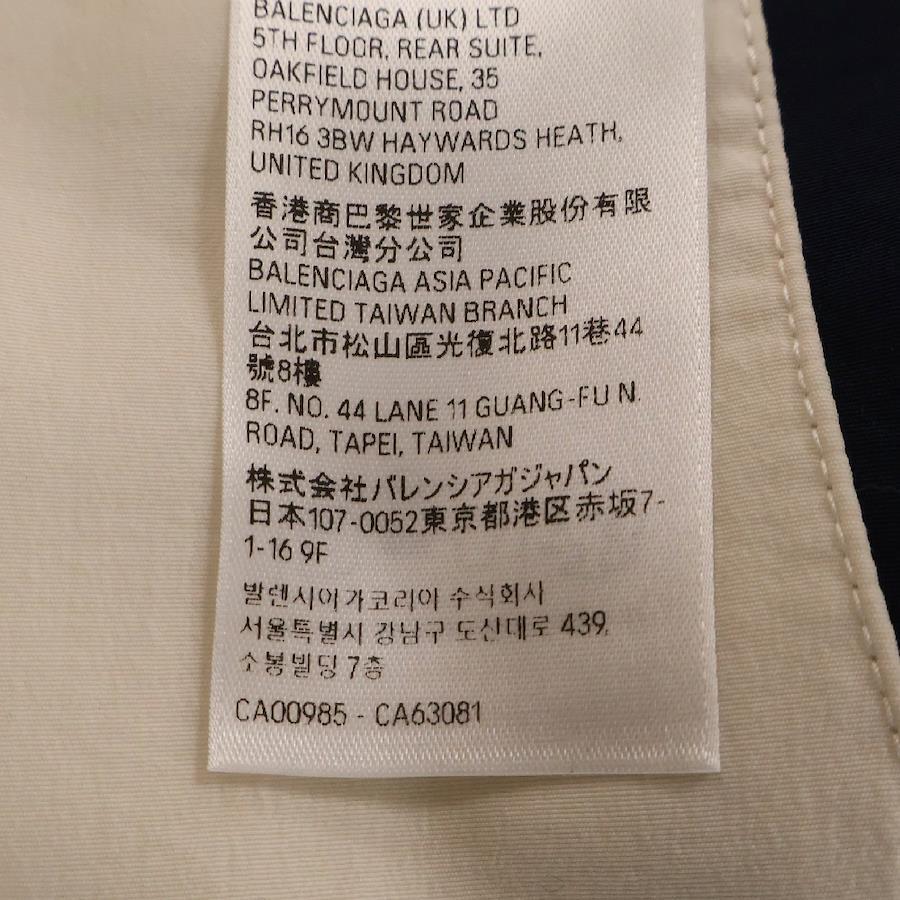 BALENCIAGA (UK) LTD
5TH FLOOR, REAR SUITE,
OAKFIELD HOUSE, 35
PERRYMOUNT ROAD
RH16 3BW HAYWARDS HEATH,
UNITED KINGDOM
香港商巴黎世家企業股份有限
公司台灣分公司
BALENCIAGA ASIA PACIFIC
LIMITED TAIWAN BRANCH
台北市松山區光復北路11巷44
號8樓
8F. NO. 44 LANE 11 GUANG-FU N.
ROAD, TAPEI, TAIWAN
株式会社バレンシアガジャパン
日本107-0052東京都港区赤坂7-
1-16 9F
발렌시아가코리아 수식회사
서울특별시 강남구 도산대로 439,
소봉빌딩 7층
CA00985 - CA63081